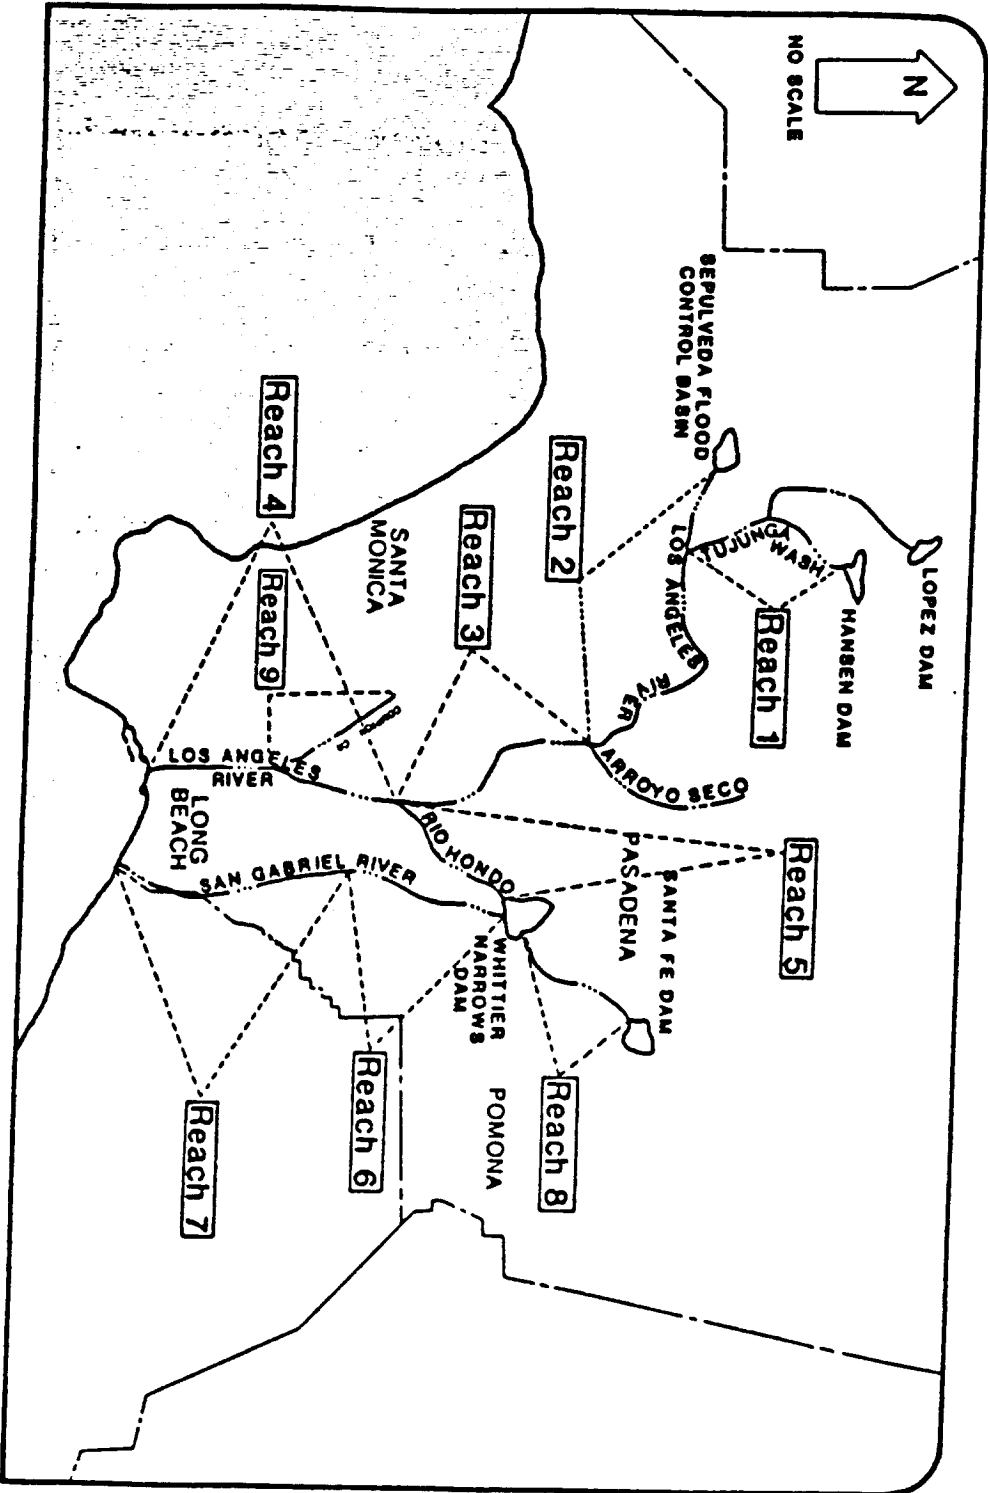 N
NO SCALE
LOPEZ DAM
HANSEN DAM
TUJUNGA
WASH
Reach 1
SEPULVEDA FLOOD
CONTROL BASIN
LOS ANGELES
RIVER
Reach 2
ARROYO SECO
Reach 5
SANTA FE DAM
PASADENA
Reach 3
SANTA
MONICA
RIO HONDO
WHITTIER
NARROWS
DAM
Reach 8
POMONA
Reach 4
Reach 9
LOS ANGELES
RIVER
LONG
BEACH
SAN GABRIEL RIVER
Reach 6
Reach 7